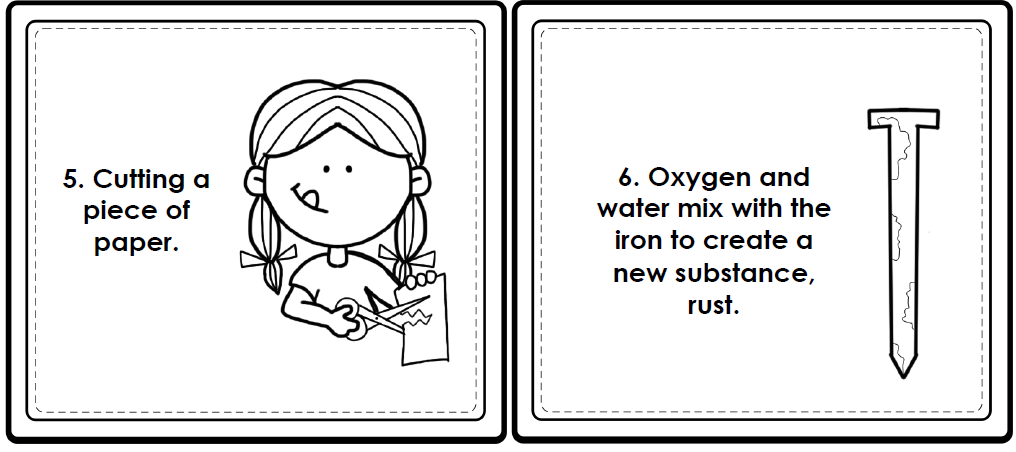 5. Cutting a
piece of
paper.
6. Oxygen and
water mix with the
iron to create a
new substance,
rust.